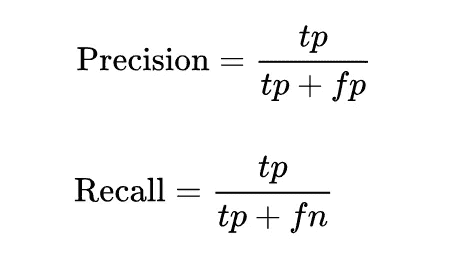 Precision = tp / (tp + fp)
Recall = tp / (tp + fn)